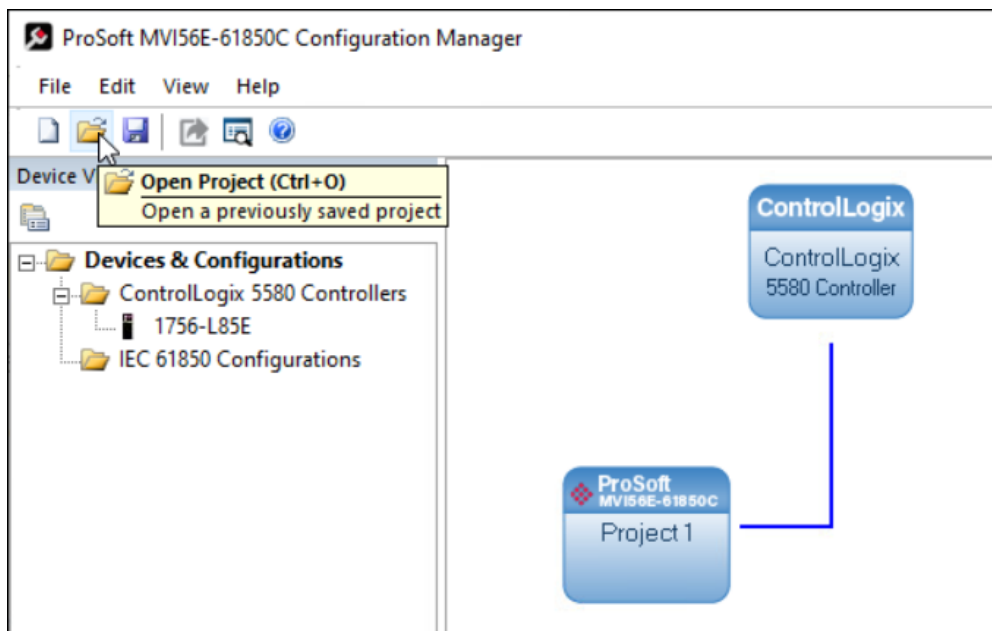 ProSoft MVI56E-61850C Configuration Manager
File Edit View Help
Device V
Open Project (Ctrl+O)
Open a previously saved project
Devices & Configurations
ControlLogix 5580 Controllers
1756-L85E
IEC 61850 Configurations
ControlLogix
ControlLogix
5580 Controller
ProSoft
MVI56E-61850C
Project 1